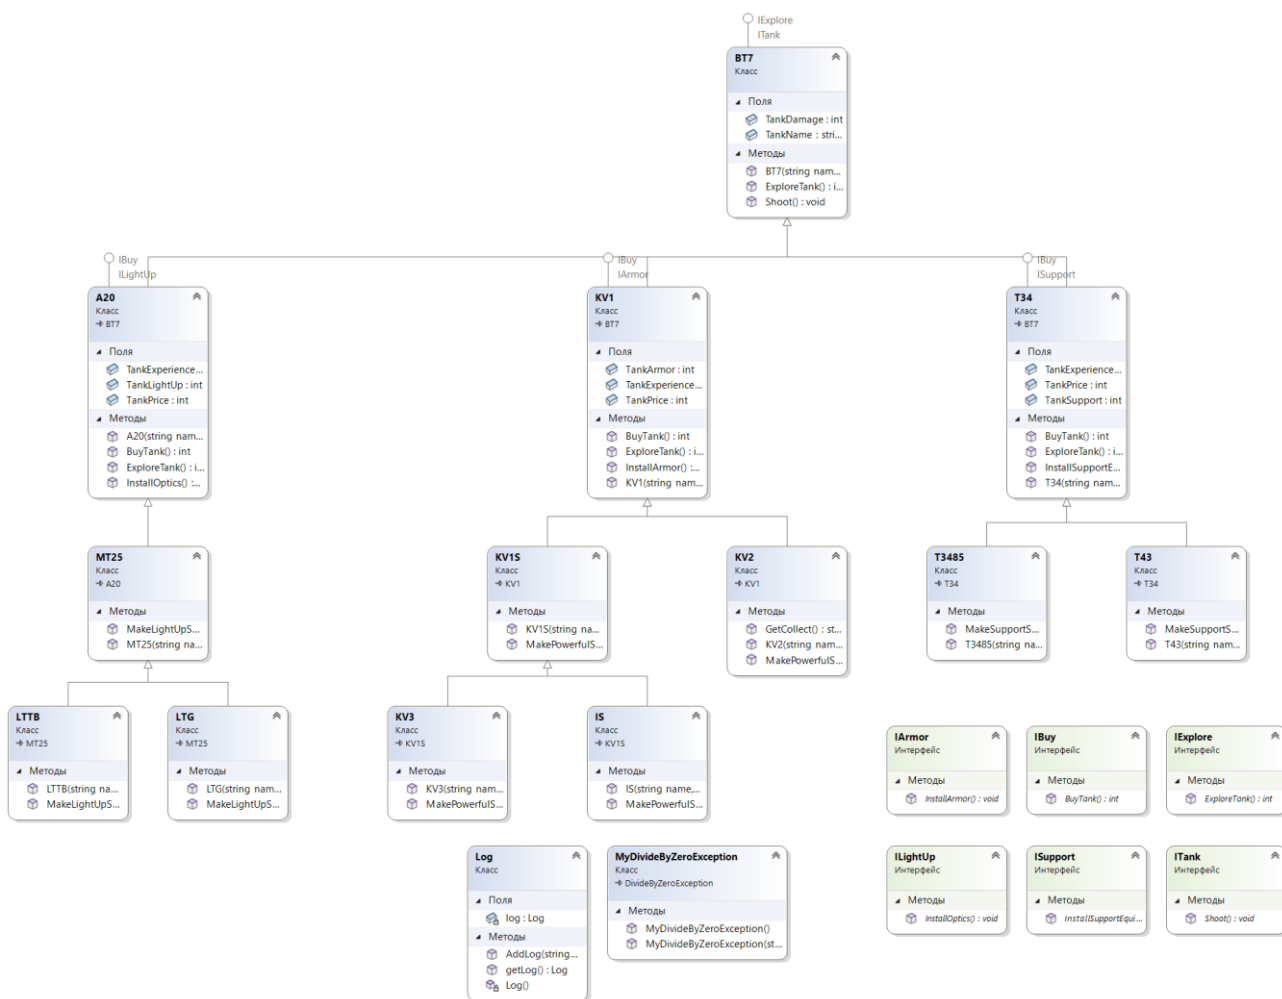 IExplore
ITank
BT7
Класс
Поля
TankDamage : int
TankName : stri...
Методы
BT7(string nam...
ExploreTank() : i...
Shoot() : void
IBuy
ILightUp
A20
Класс
BT7
Поля
TankExperience...
TankLightUp : int
TankPrice : int
Методы
A20(string nam...
BuyTank() : int
ExploreTank() : i...
InstallOptics() :...
IBuy
IArmor
KV1
Класс
BT7
Поля
TankArmor : int
TankExperience...
TankPrice : int
Методы
BuyTank() : int
ExploreTank() : i...
InstallArmor() :...
KV1(string nam...
IBuy
ISupport
T34
Класс
BT7
Поля
TankExperience...
TankPrice : int
TankSupport : int
Методы
BuyTank() : int
ExploreTank() : i...
InstallSupportE...
T34(string nam...
MT25
Класс
A20
Методы
MakeLightUpS...
MT25(string na...
KV1S
Класс
KV1
Методы
KV1S(string na...
MakePowerfulS...
KV2
Класс
KV1
Методы
GetCollect() : st...
KV2(string nam...
MakePowerfulS...
T3485
Класс
T34
Методы
MakeSupportS...
T3485(string na...
T43
Класс
T34
Методы
MakeSupportS...
T43(string nam...
LTTB
Класс
MT25
Методы
LTTB(string na...
MakeLightUpS...
LTG
Класс
MT25
Методы
LTG(string nam...
MakeLightUpS...
KV3
Класс
KV1S
Методы
KV3(string nam...
MakePowerfulS...
IS
Класс
KV1S
Методы
IS(string name,...
MakePowerfulS...
IArmor
Интерфейс
Методы
InstallArmor() : void
IBuy
Интерфейс
Методы
BuyTank() : int
IExplore
Интерфейс
Методы
ExploreTank() : int
Log
Класс
Поля
log : Log
Методы
AddLog(string...
getLog() : Log
Log()
MyDivideByZeroException
Класс
DivideByZeroException
Методы
MyDivideByZeroException()
MyDivideByZeroException(st...
ILightUp
Интерфейс
Методы
InstallOptics() : void
ISupport
Интерфейс
Методы
InstallSupportEqui...
ITank
Интерфейс
Методы
Shoot() : void